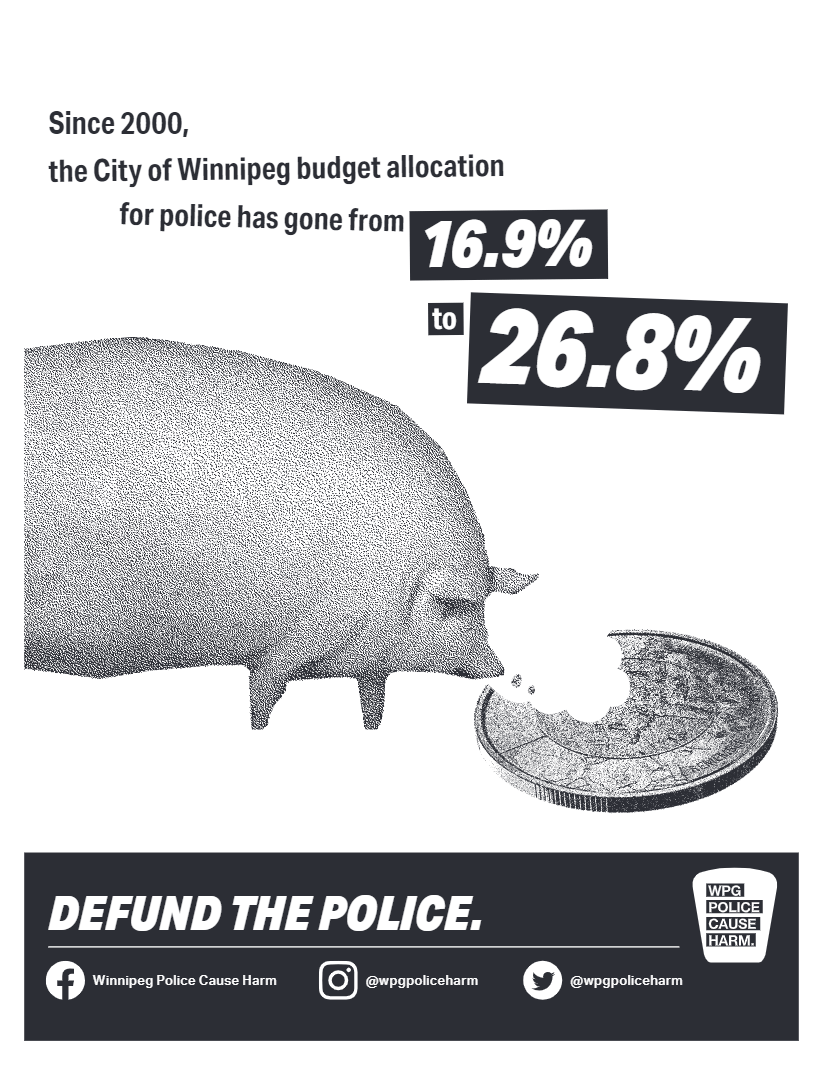 Since 2000,
the City of Winnipeg budget allocation
for police has gone from 16.9%
to 26.8%
DEFUND THE POLICE.
WPG
POLICE
CAUSE
HARM.
Winnipeg Police Cause Harm @wpgpoliceharm @wpgpoliceharm